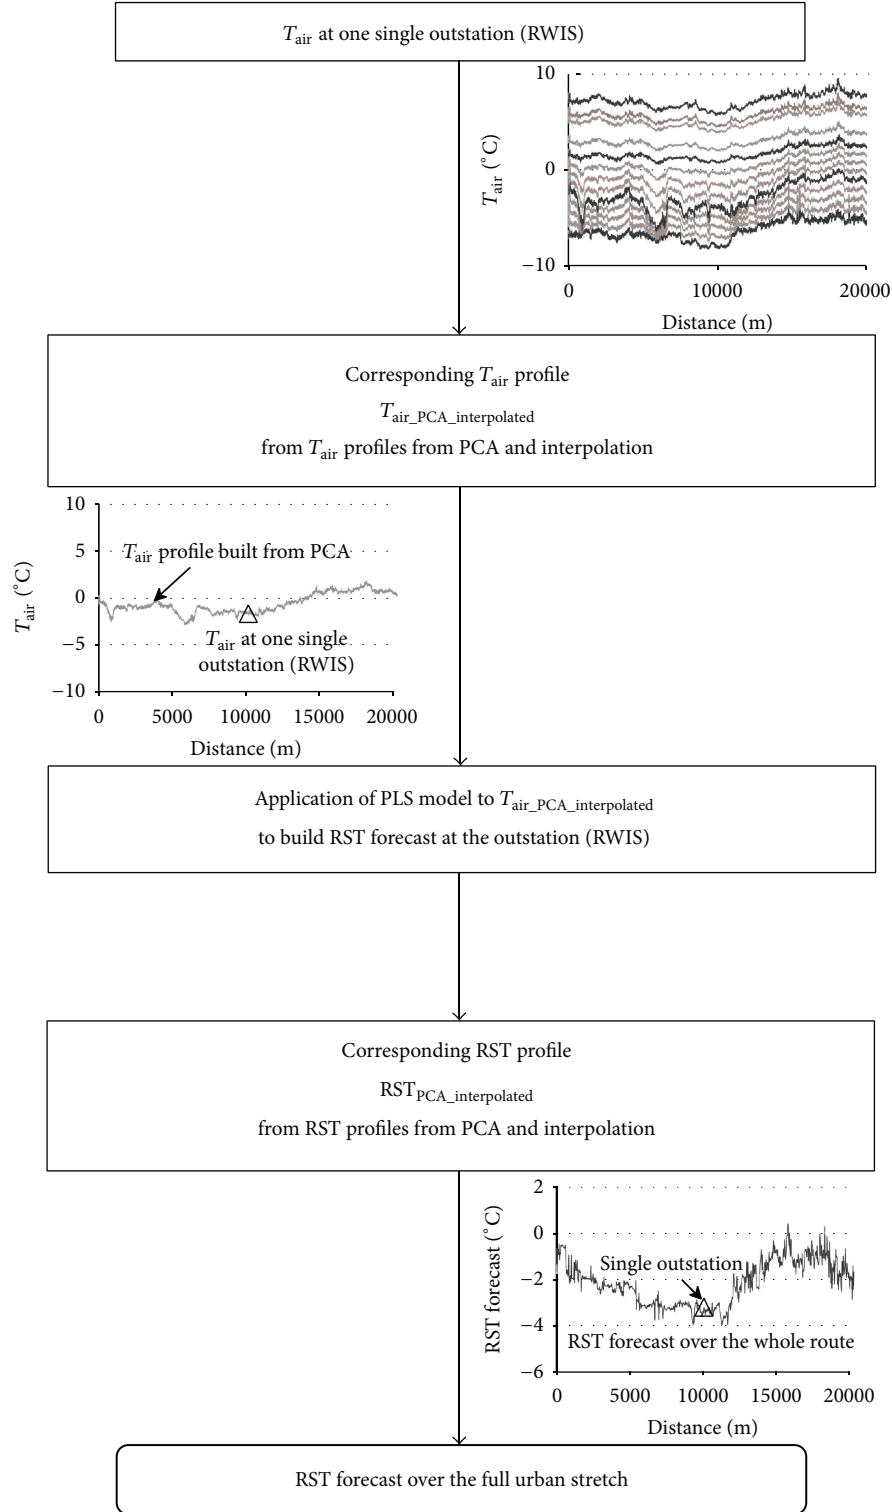 T_air at one single outstation (RWIS)
10
0
−10
T_air (°C)
0 10000 20000
Distance (m)
Corresponding T_air profile
T_air_PCA_interpolated
from T_air profiles from PCA and interpolation
10
5
0
−5
−10
T_air (°C)
T_air profile built from PCA
T_air at one single
outstation (RWIS)
0 5000 10000 15000 20000
Distance (m)
Application of PLS model to T_air_PCA_interpolated
to build RST forecast at the outstation (RWIS)
Corresponding RST profile
RST_PCA_interpolated
from RST profiles from PCA and interpolation
2
0
−2
−4
−6
RST forecast (°C)
Single outstation
RST forecast over the whole route
0 5000 10000 15000 20000
Distance (m)
RST forecast over the full urban stretch